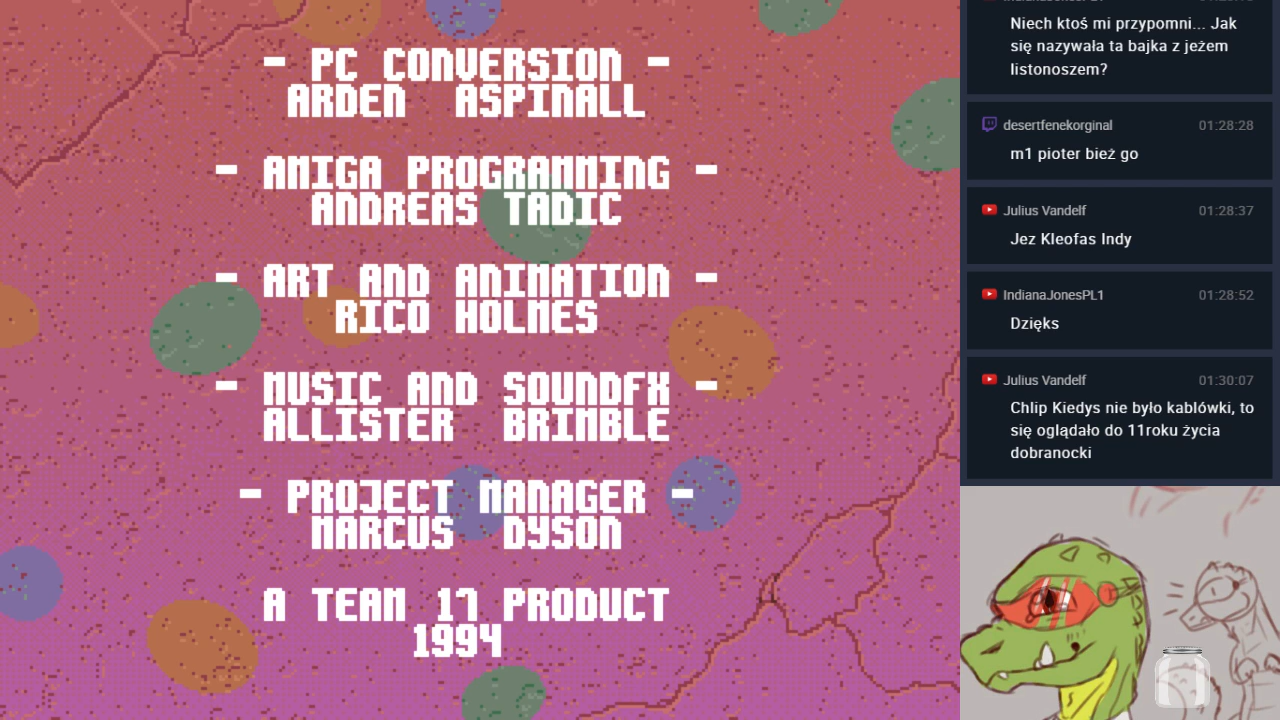 - PC CONVERSION -
ARDEN ASPINALL
- AMIGA PROGRAMMING -
ANDREAS TADIC
- ART AND ANIMATION -
RICO HOLMES
- MUSIC AND SOUNDFX -
ALLISTER BRIMBLE
- PROJECT MANAGER -
MARCUS DYSON
A TEAM 17 PRODUCT
1994
Niech ktoś mi przypomni... Jak
się nazywała ta bajka z jeżem
listonoszem?
desertfenekorginal 01:28:28
m1 pioter bież go
Julius Vandelf 01:28:37
Jez Kleofas Indy
IndianaJonesPL1 01:28:52
Dzięks
Julius Vandelf 01:30:07
Chlip Kiedys nie było kablówki, to
się oglądało do 11roku życia
dobranocki